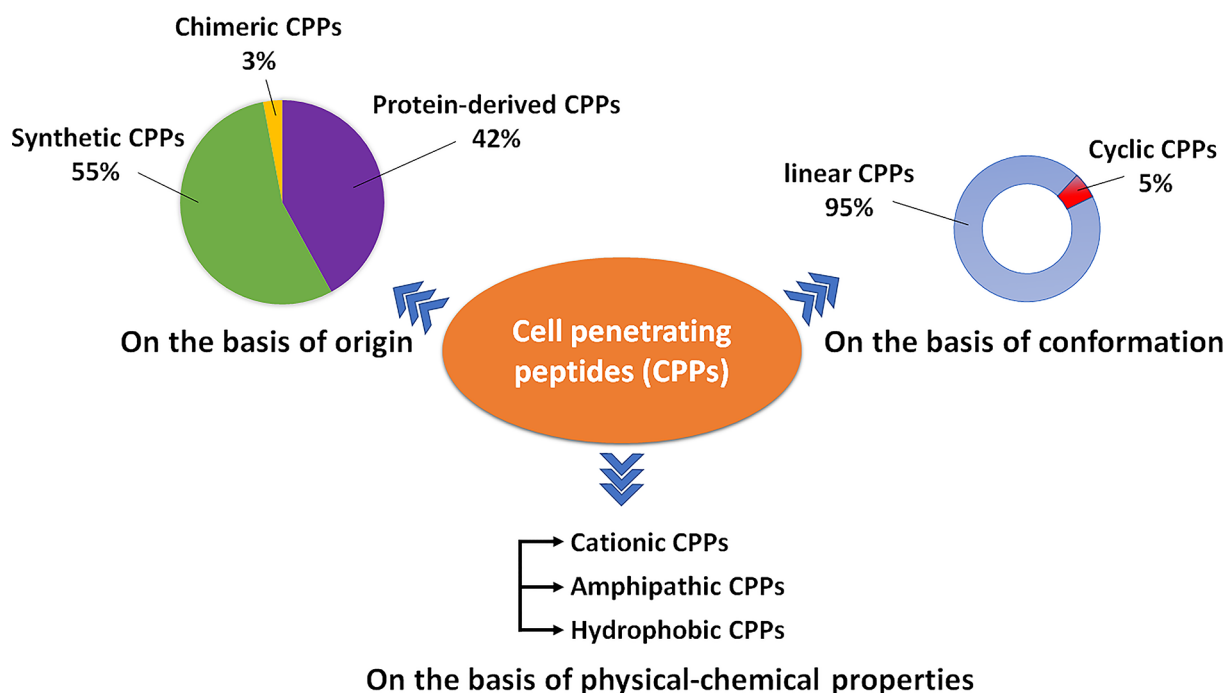 Chimeric CPPs
3%
Protein-derived CPPs
42%
Synthetic CPPs
55%
On the basis of origin
linear CPPs
95%
Cyclic CPPs
5%
On the basis of conformation
Cell penetrating
peptides (CPPs)
Cationic CPPs
Amphipathic CPPs
Hydrophobic CPPs
On the basis of physical-chemical properties